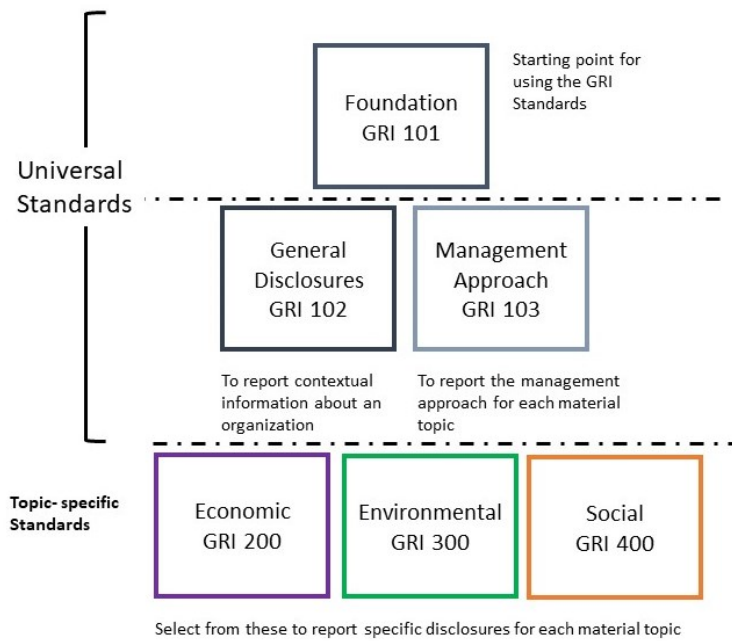 Starting point for
using the GRI
Standards
Foundation
GRI 101
Universal
Standards
General
Disclosures
GRI 102
Management
Approach
GRI 103
To report contextual
information about an
organization
To report the management
approach for each material
topic
Topic- specific
Standards
Economic
GRI 200
Environmental
GRI 300
Social
GRI 400
Select from these to report specific disclosures for each material topic